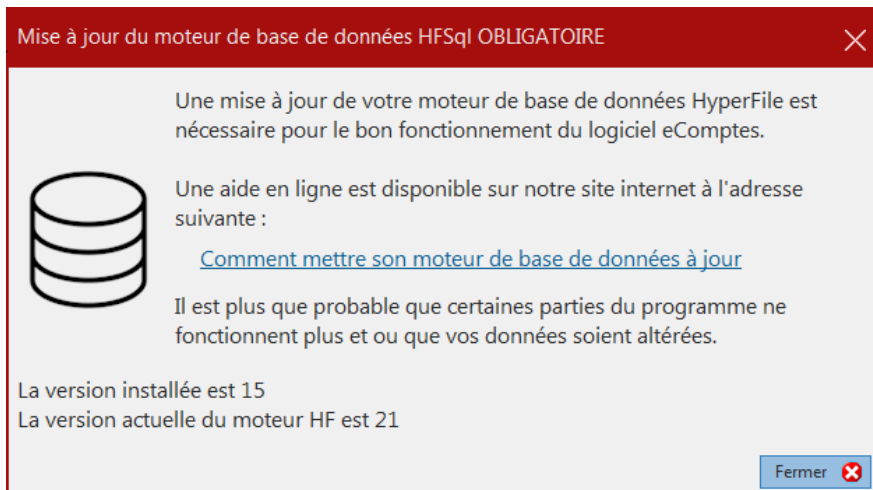 Mise à jour du moteur de base de données HFSql OBLIGATOIRE
Une mise à jour de votre moteur de base de données HyperFile est
nécessaire pour le bon fonctionnement du logiciel eComptes.
Une aide en ligne est disponible sur notre site internet à l'adresse
suivante :
Comment mettre son moteur de base de données à jour
Il est plus que probable que certaines parties du programme ne
fonctionnent plus et ou que vos données soient altérées.
La version installée est 15
La version actuelle du moteur HF est 21
Fermer